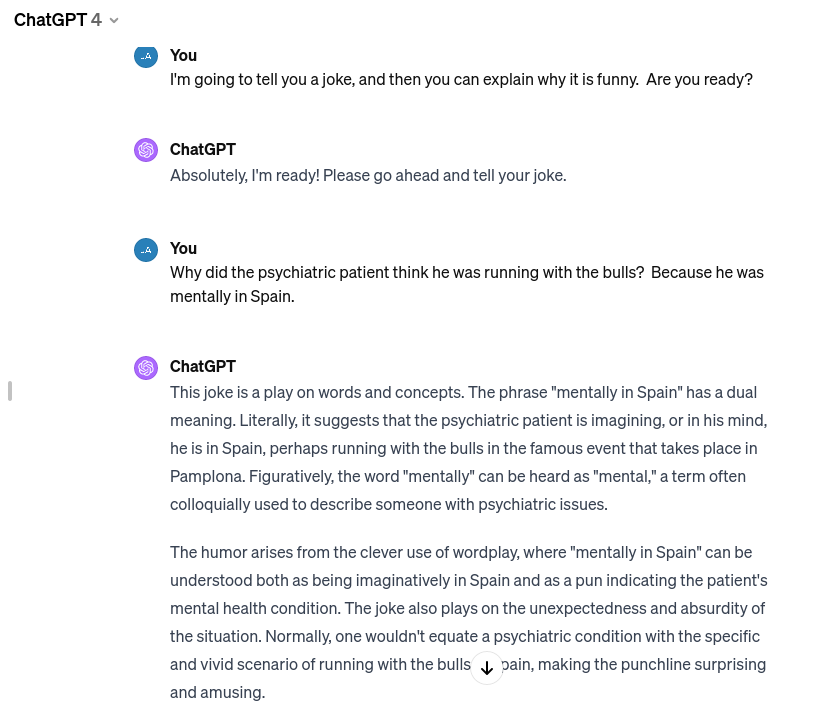 ChatGPT 4
You
I'm going to tell you a joke, and then you can explain why it is funny.  Are you ready?
ChatGPT
Absolutely, I'm ready! Please go ahead and tell your joke.
You
Why did the psychiatric patient think he was running with the bulls?  Because he was
mentally in Spain.
ChatGPT
This joke is a play on words and concepts. The phrase "mentally in Spain" has a dual
meaning. Literally, it suggests that the psychiatric patient is imagining, or in his mind,
he is in Spain, perhaps running with the bulls in the famous event that takes place in
Pamplona. Figuratively, the word "mentally" can be heard as "mental," a term often
colloquially used to describe someone with psychiatric issues.
The humor arises from the clever use of wordplay, where "mentally in Spain" can be
understood both as being imaginatively in Spain and as a pun indicating the patient's
mental health condition. The joke also plays on the unexpectedness and absurdity of
the situation. Normally, one wouldn't equate a psychiatric condition with the specific
and vivid scenario of running with the bulls pain, making the punchline surprising
and amusing.